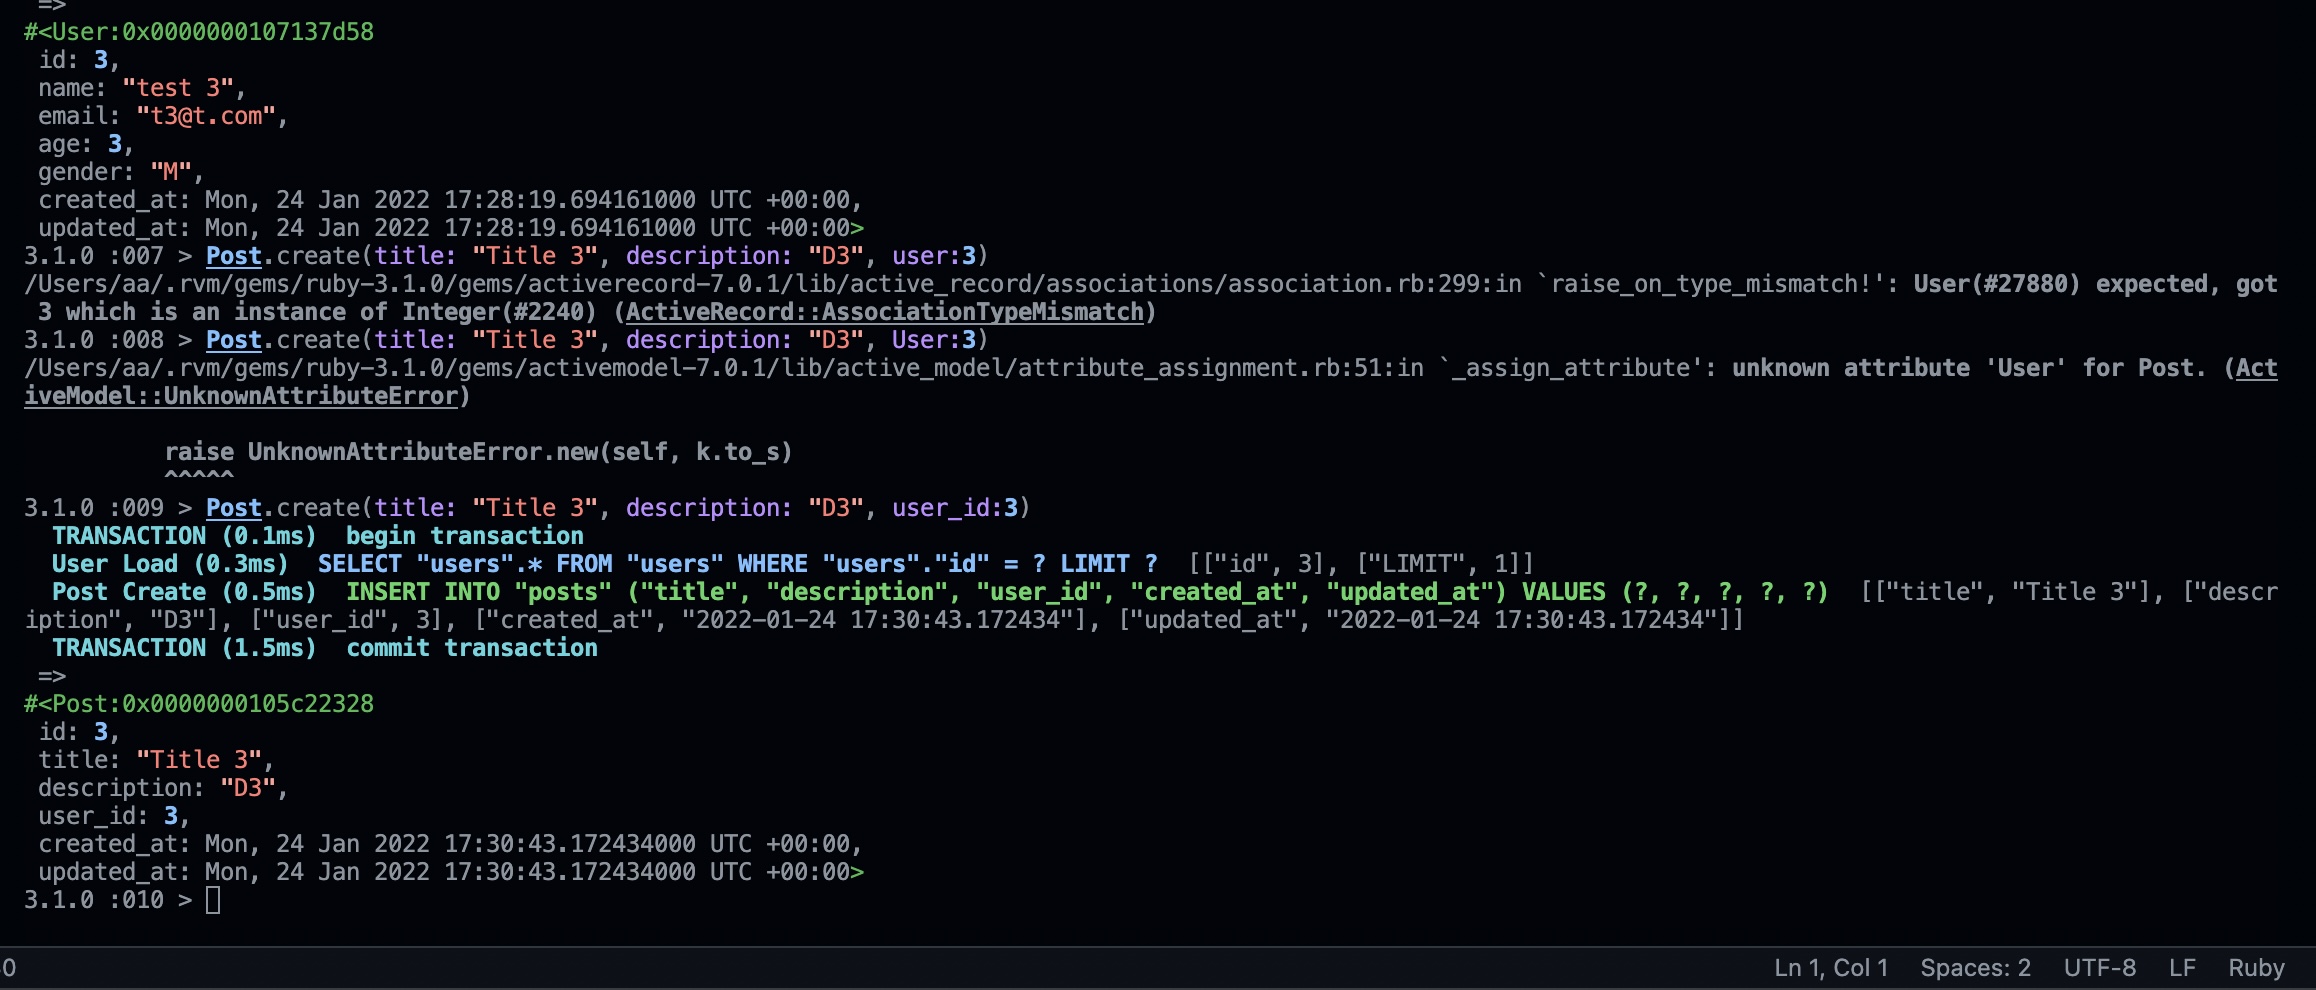 =>
#<User:0x0000000107137d58
id: 3,
name: "test 3",
email: "t3@t.com",
age: 3,
gender: "M",
created_at: Mon, 24 Jan 2022 17:28:19.694161000 UTC +00:00,
updated_at: Mon, 24 Jan 2022 17:28:19.694161000 UTC +00:00>
3.1.0 :007 > Post.create(title: "Title 3", description: "D3", user:3)
/Users/aa/.rvm/gems/ruby-3.1.0/gems/activerecord-7.0.1/lib/active_record/associations/association.rb:299:in `raise_on_type_mismatch!': User(#27880) expected, got
3 which is an instance of Integer(#2240) (ActiveRecord::AssociationTypeMismatch)
3.1.0 :008 > Post.create(title: "Title 3", description: "D3", User:3)
/Users/aa/.rvm/gems/ruby-3.1.0/gems/activemodel-7.0.1/lib/active_model/attribute_assignment.rb:51:in `_assign_attribute': unknown attribute 'User' for Post. (Act
iveModel::UnknownAttributeError)
raise UnknownAttributeError.new(self, k.to_s)
^^^^^
3.1.0 :009 > Post.create(title: "Title 3", description: "D3", user_id:3)
TRANSACTION (0.1ms)  begin transaction
User Load (0.3ms)  SELECT "users".* FROM "users" WHERE "users"."id" = ? LIMIT ?  [["id", 3], ["LIMIT", 1]]
Post Create (0.5ms)  INSERT INTO "posts" ("title", "description", "user_id", "created_at", "updated_at") VALUES (?, ?, ?, ?, ?)  [["title", "Title 3"], ["descr
iption", "D3"], ["user_id", 3], ["created_at", "2022-01-24 17:30:43.172434"], ["updated_at", "2022-01-24 17:30:43.172434"]]
TRANSACTION (1.5ms)  commit transaction
=>
#<Post:0x0000000105c22328
id: 3,
title: "Title 3",
description: "D3",
user_id: 3,
created_at: Mon, 24 Jan 2022 17:30:43.172434000 UTC +00:00,
updated_at: Mon, 24 Jan 2022 17:30:43.172434000 UTC +00:00>
3.1.0 :010 >
0 Ln 1, Col 1 Spaces: 2 UTF-8 LF Ruby